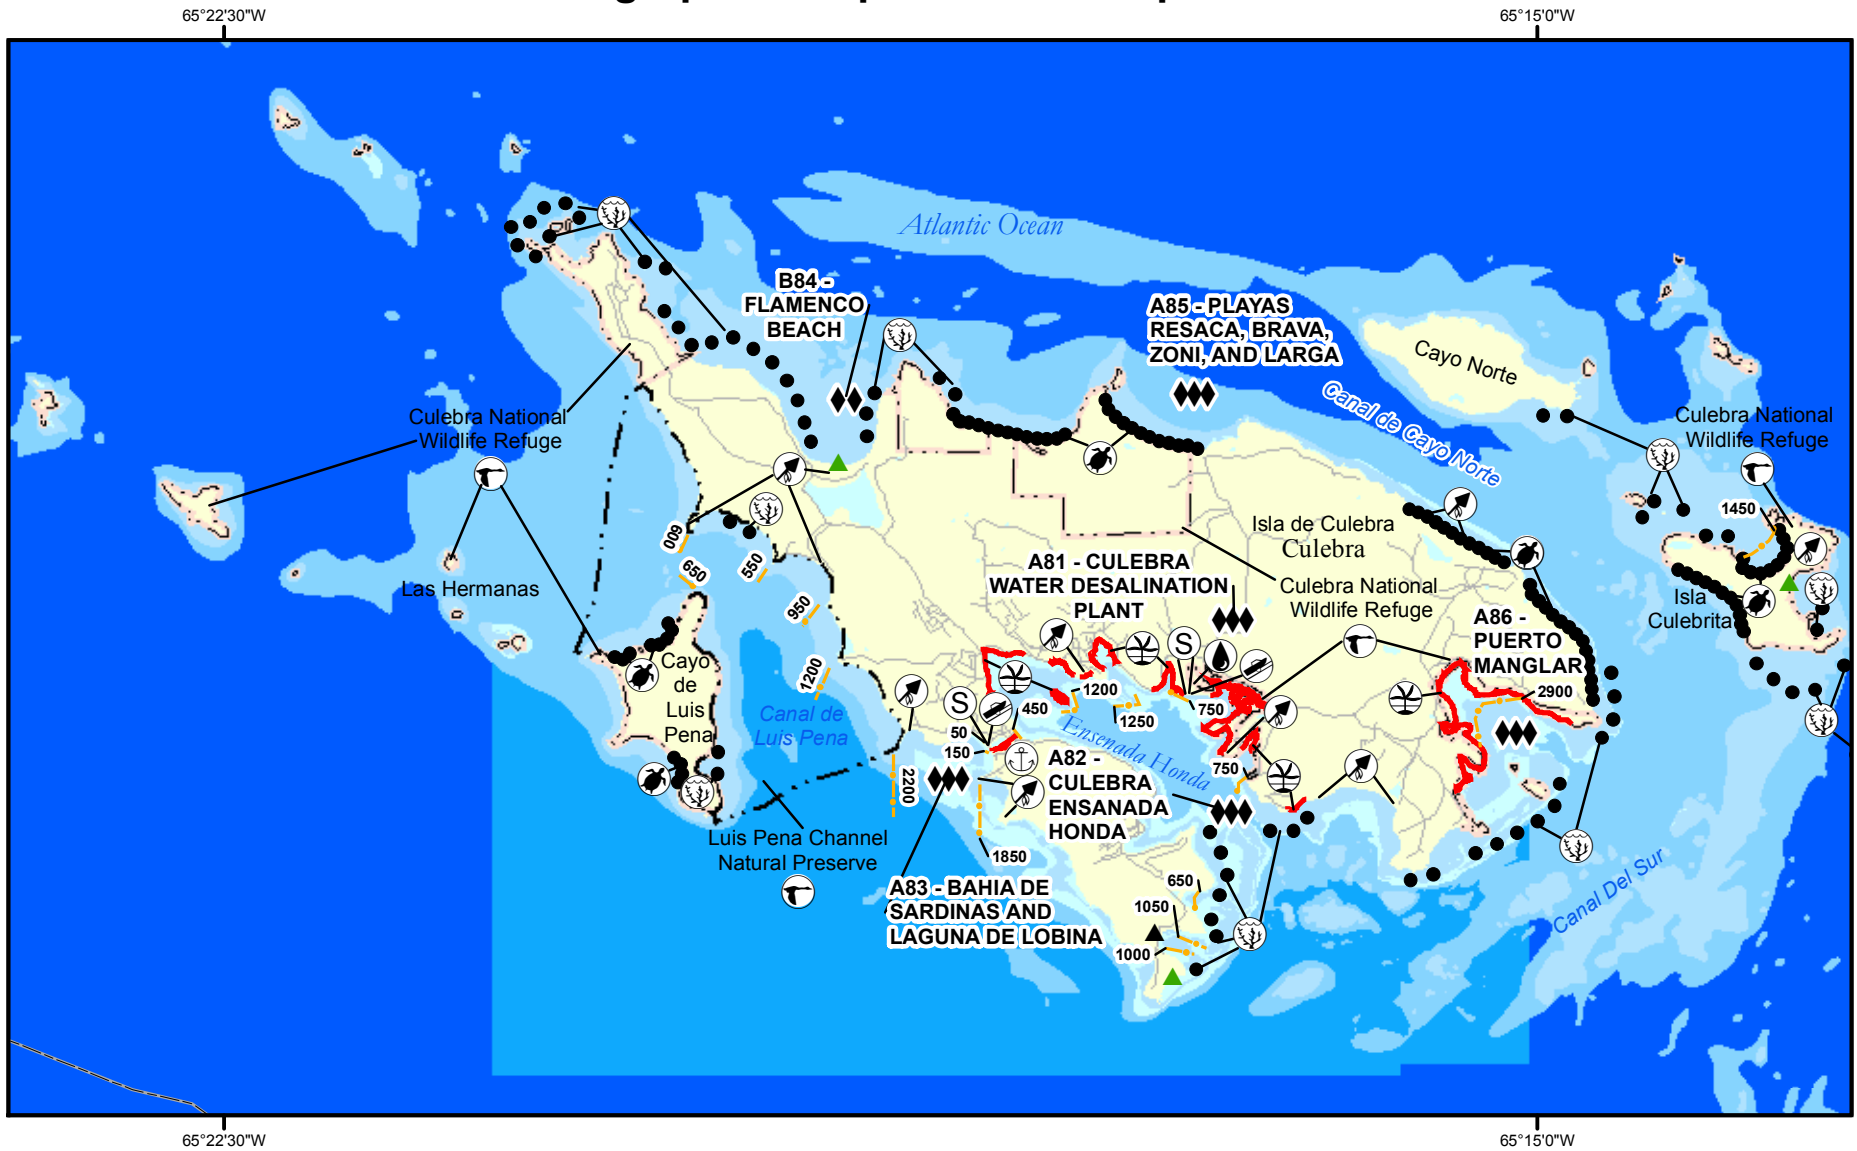 65°22'30"W
65°15'0"W
Atlantic Ocean
B84 -
FLAMENCO
BEACH
A85 - PLAYAS
RESACA, BRAVA,
ZONI, AND LARGA
Cayo Norte
Canal de Cayo Norte
Culebra National
Wildlife Refuge
Culebra National
Wildlife Refuge
1450
Isla de Culebra
Culebra
600
650
550
950
1200
A81 - CULEBRA
WATER DESALINATION
PLANT
Culebra National
Wildlife Refuge
Las Hermanas
Isla
Culebrita
A86 -
PUERTO
MANGLAR
2900
Cayo
de
Luis
Pena
Canal de
Luis Pena
S
S
1200
450
1250
750
50
150
Ensenada Honda
750
2200
A82 -
CULEBRA
ENSANADA
HONDA
Luis Pena Channel
Natural Preserve
1850
A83 - BAHIA DE
SARDINAS AND
LAGUNA DE LOBINA
650
1050
1000
Canal Del Sur
65°22'30"W
65°15'0"W